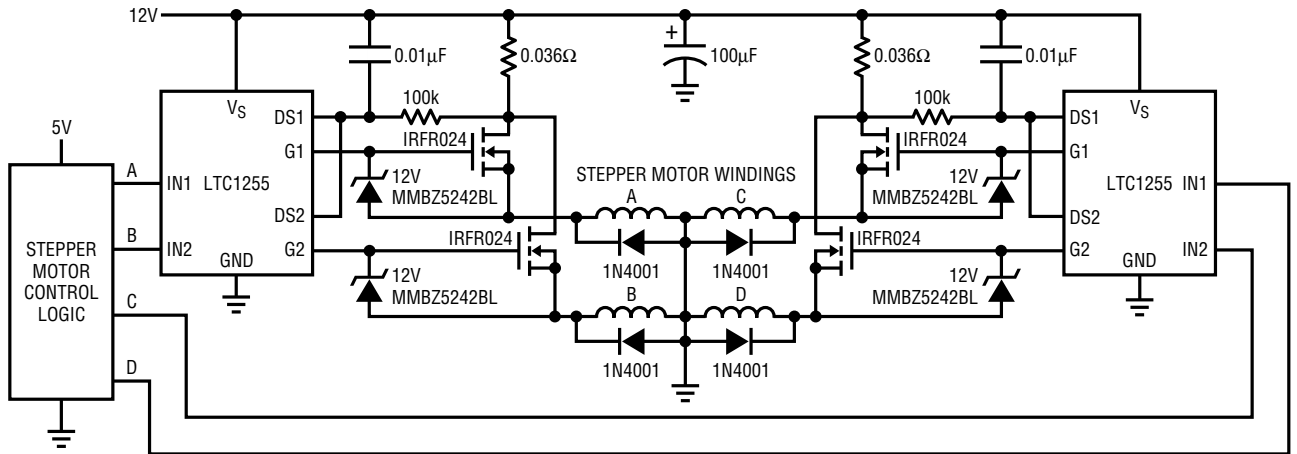 12V
0.01µF
0.036Ω
+
100µF
0.036Ω
0.01µF
VS
DS1
100k
100k
DS1
VS
5V
IRFR024
IRFR024
G1
G1
A
IN1
LTC1255
12V
MMBZ5242BL
STEPPER MOTOR WINDINGS
12V
MMBZ5242BL
LTC1255
IN1
A
C
DS2
DS2
STEPPER
MOTOR
CONTROL
LOGIC
B
IN2
G2
IRFR024
IRFR024
G2
IN2
GND
1N4001
1N4001
GND
12V
MMBZ5242BL
12V
MMBZ5242BL
C
B
D
1N4001
1N4001
D